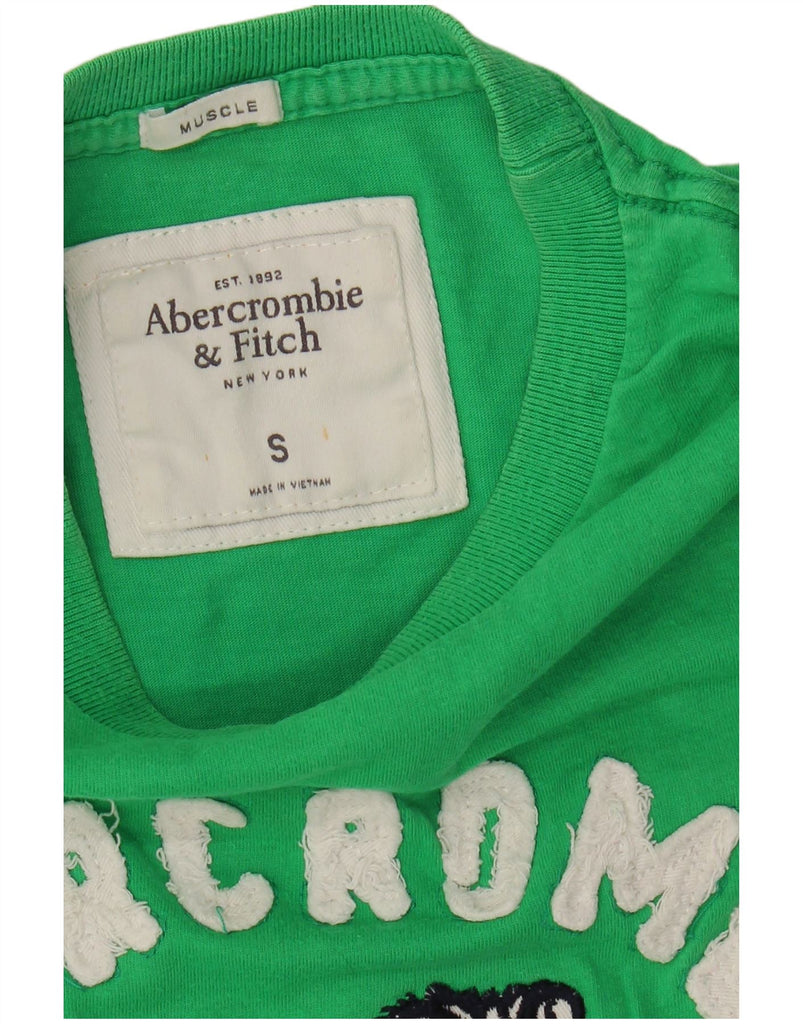 MUSCLE
EST. 1892
Abercrombie
& Fitch
NEW YORK
S
MADE IN VIETNAM
RCROM